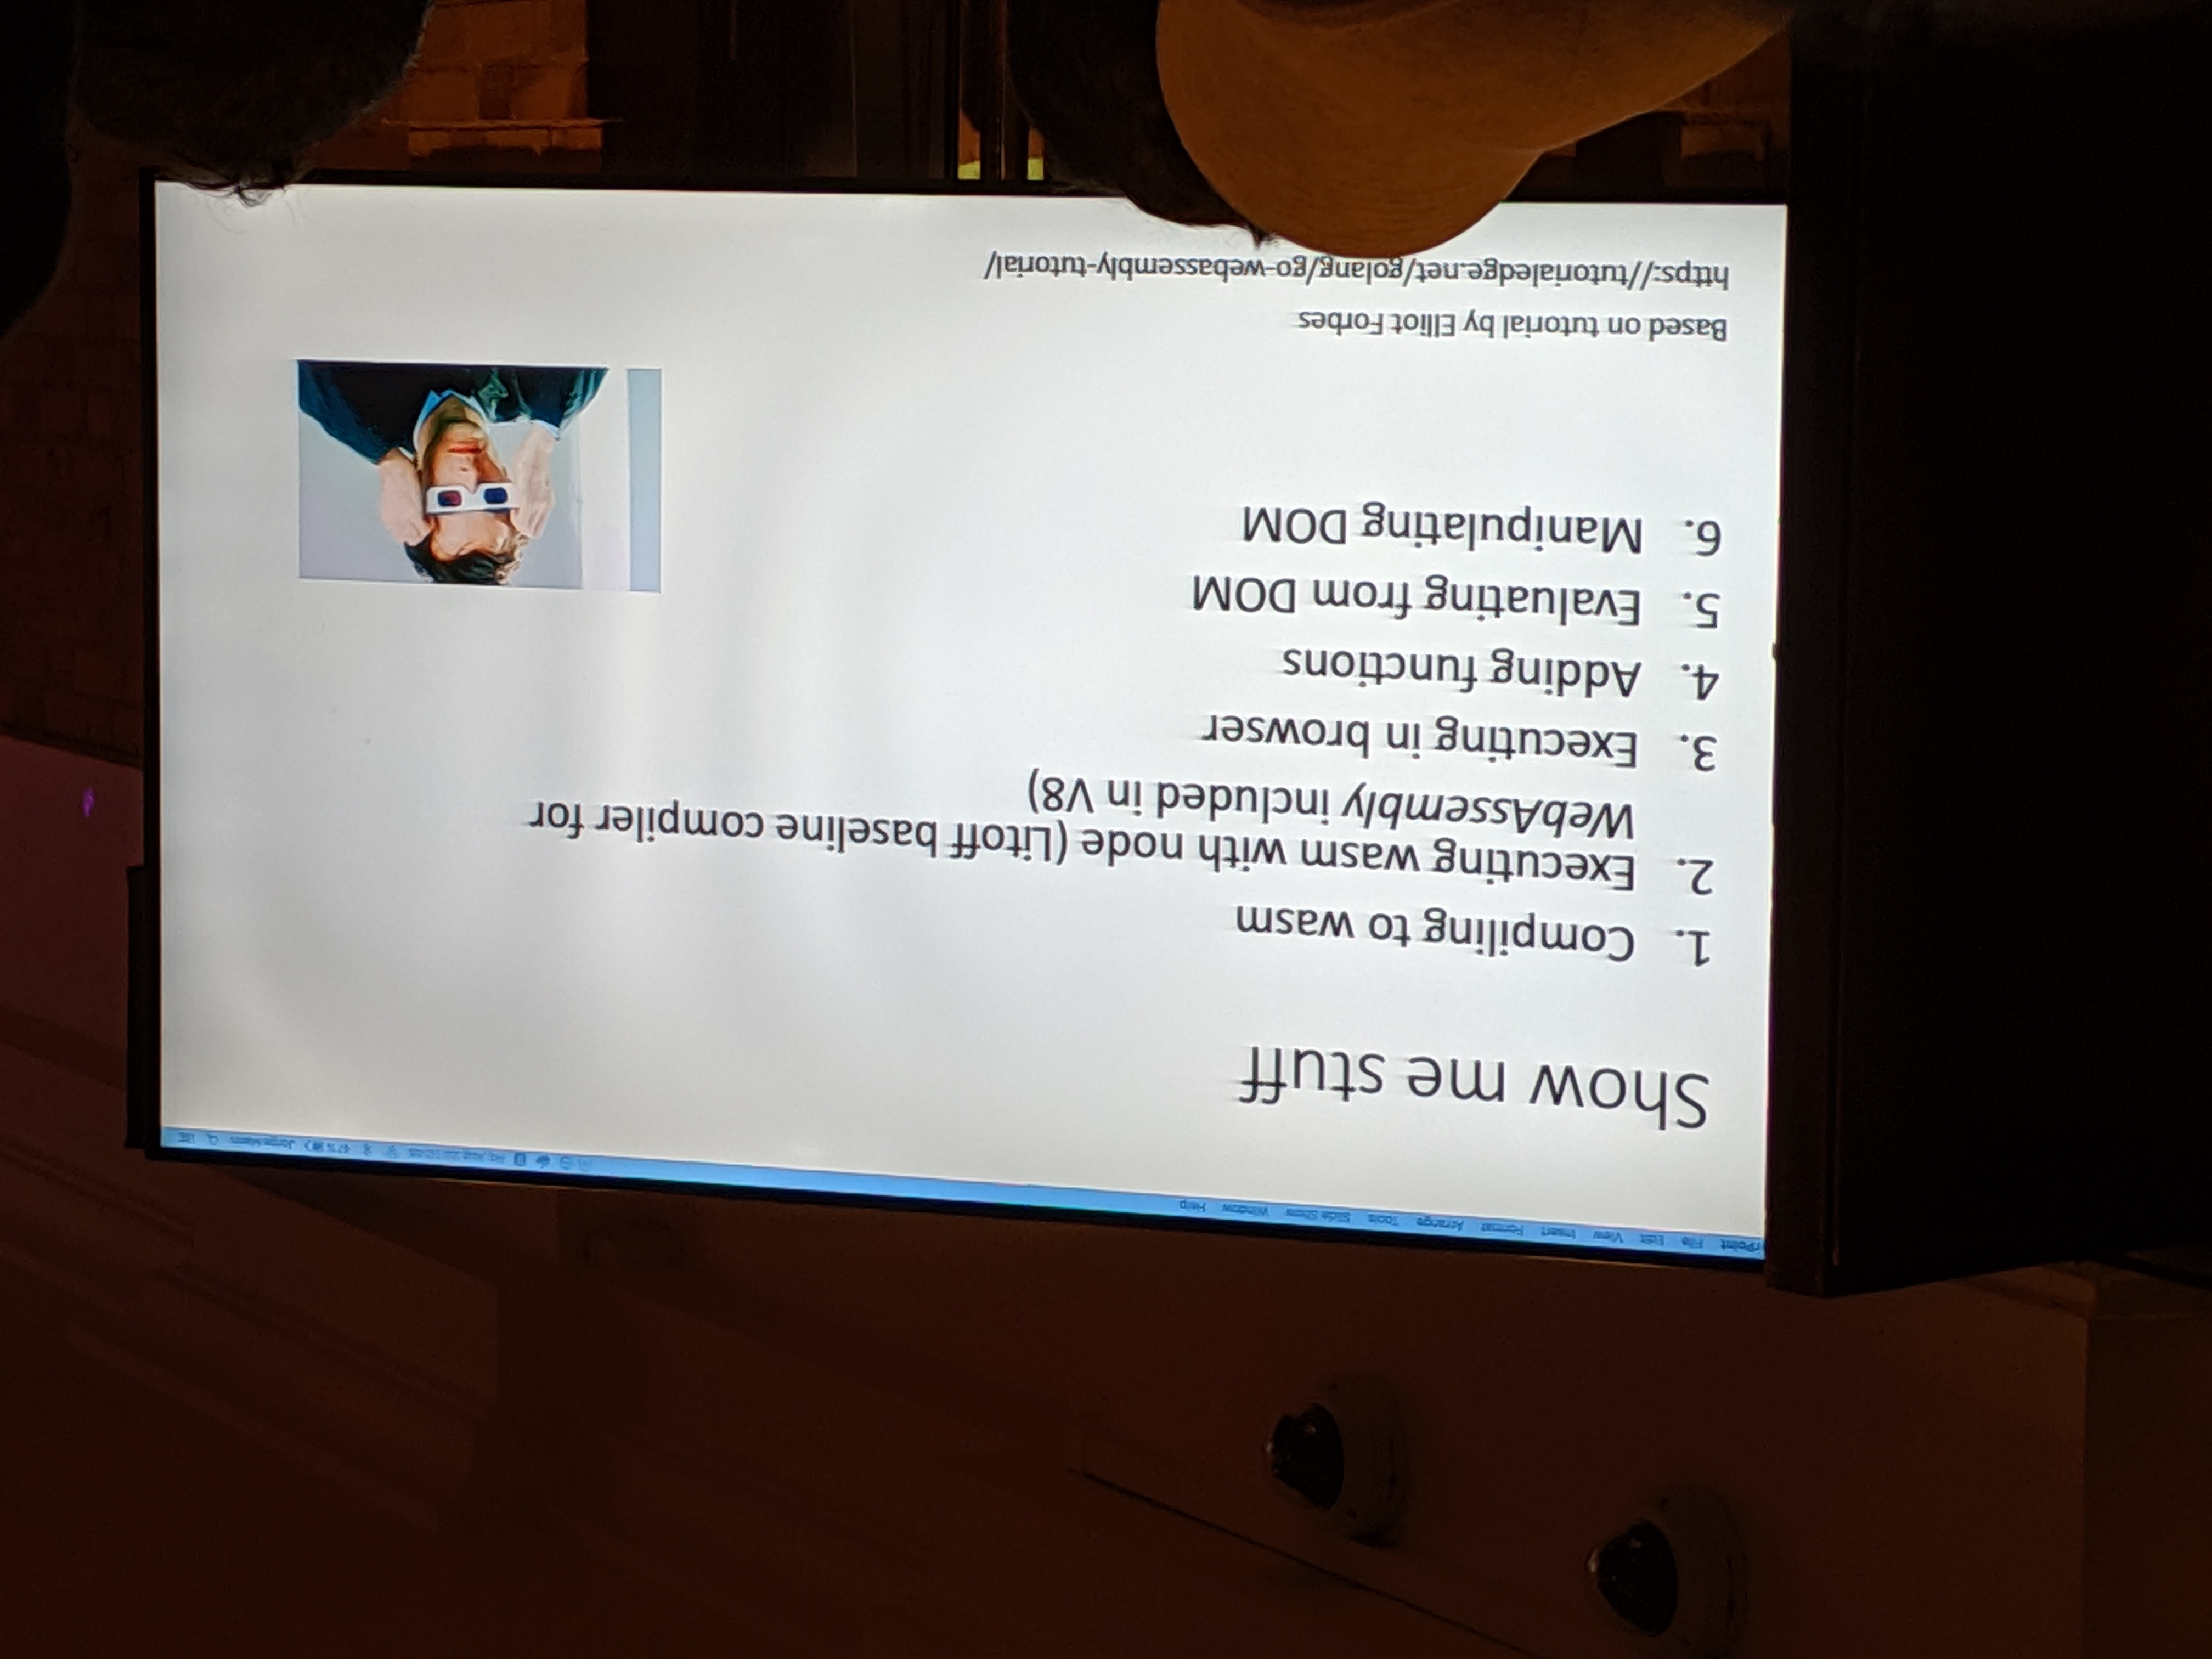 rPoint File Edit View Insert Format Arrange Tools Slide Show Window Help
47%
Show me stuff
1. Compiling to wasm
2. Executing wasm with node (Litoff baseline compiler for
WebAssembly included in V8)
3. Executing in browser
4. Adding functions
5. Evaluating from DOM
6. Manipulating DOM
Based on tutorial by Elliot Forbes
https://tutorialedge.net/golang/go-webassembly-tutorial/